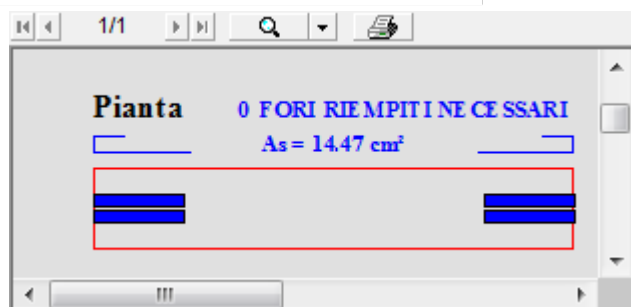 1/1
Pianta 0 FORI RIEMPITI NECESSARI
As = 14.47 cm²